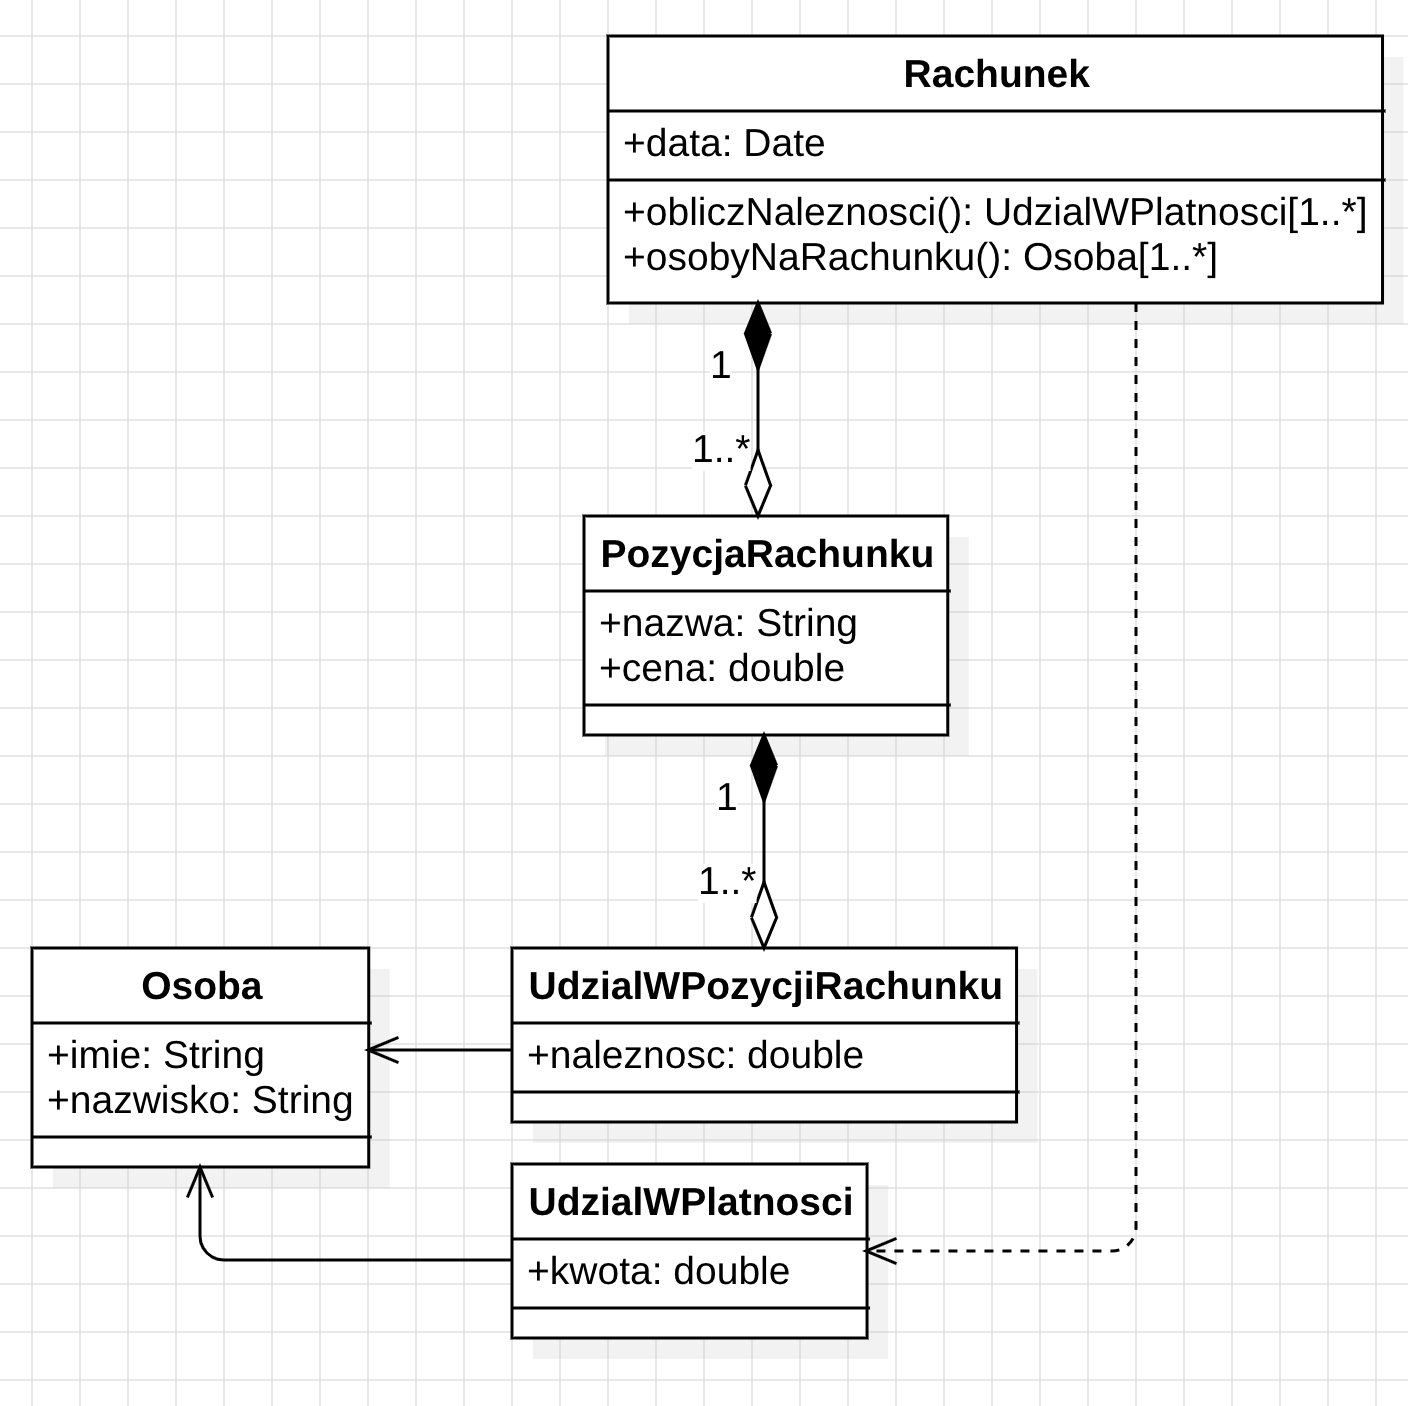 Rachunek
+data: Date
+obliczNaleznosci(): UdzialWPlatnosci[1..*]
+osobyNaRachunku(): Osoba[1..*]
1
1..*
PozycjaRachunku
+nazwa: String
+cena: double
1
1..*
Osoba
+imie: String
+nazwisko: String
UdzialWPozycjiRachunku
+naleznosc: double
UdzialWPlatnosci
+kwota: double